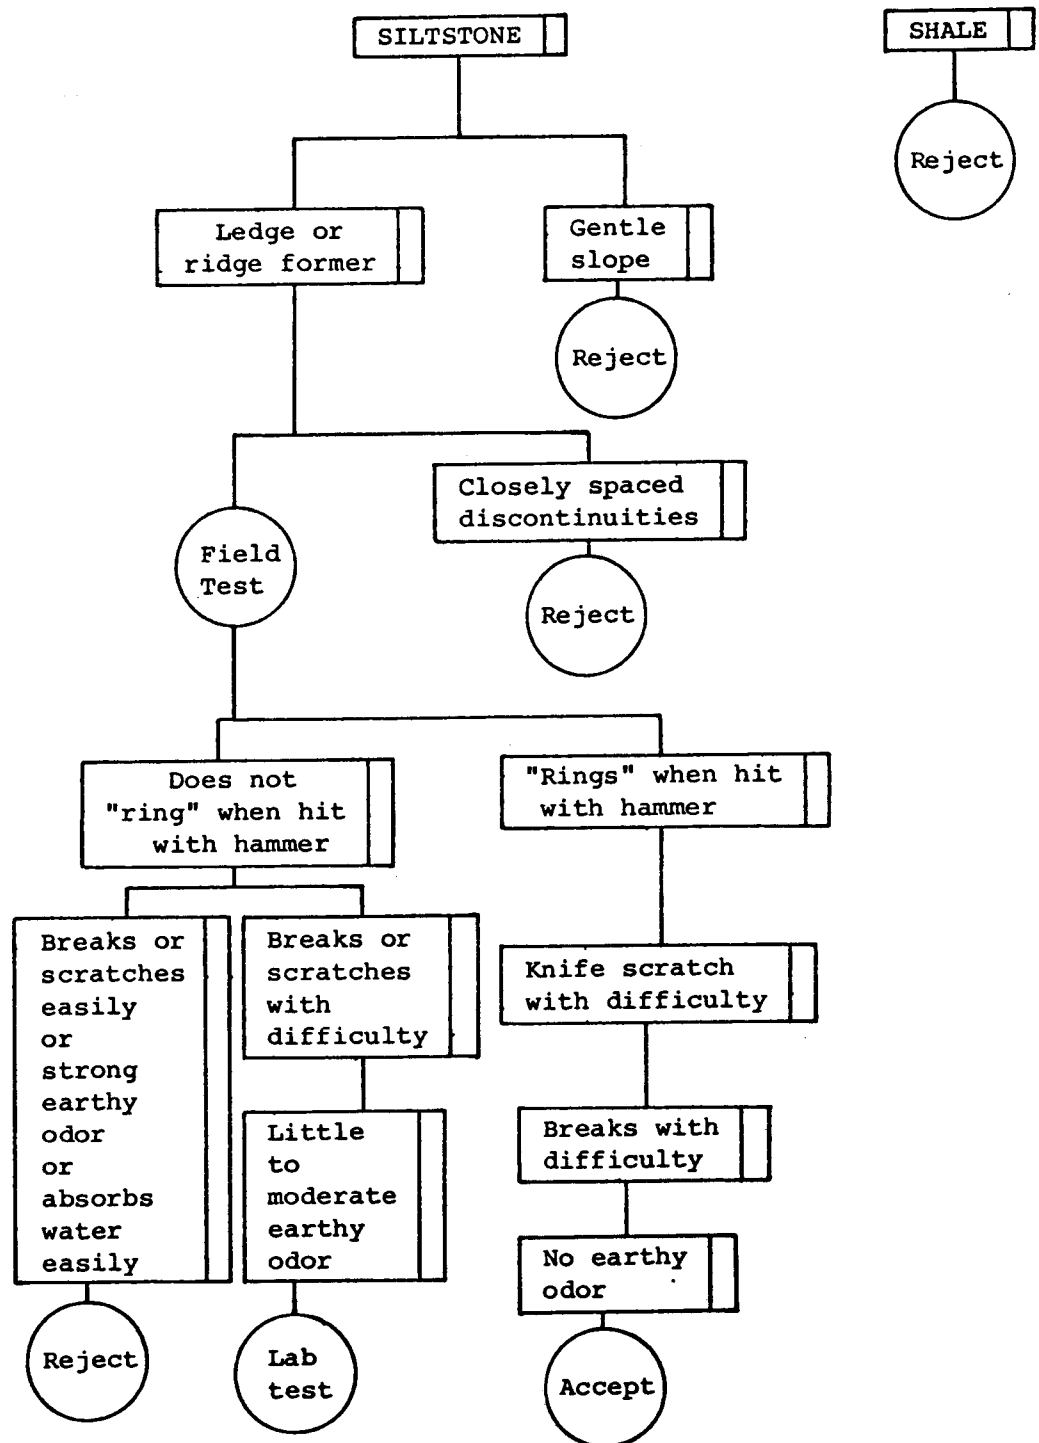 SILTSTONE
SHALE
Reject
Ledge or
ridge former
Gentle
slope
Reject
Closely spaced
discontinuities
Field
Test
Reject
Does not
"ring" when hit
with hammer
"Rings" when hit
with hammer
Breaks or
scratches
easily
or
strong
earthy
odor
or
absorbs
water
easily
Breaks or
scratches
with
difficulty
Knife scratch
with difficulty
Little
to
moderate
earthy
odor
Breaks with
difficulty
No earthy
odor
Reject
Lab
test
Accept